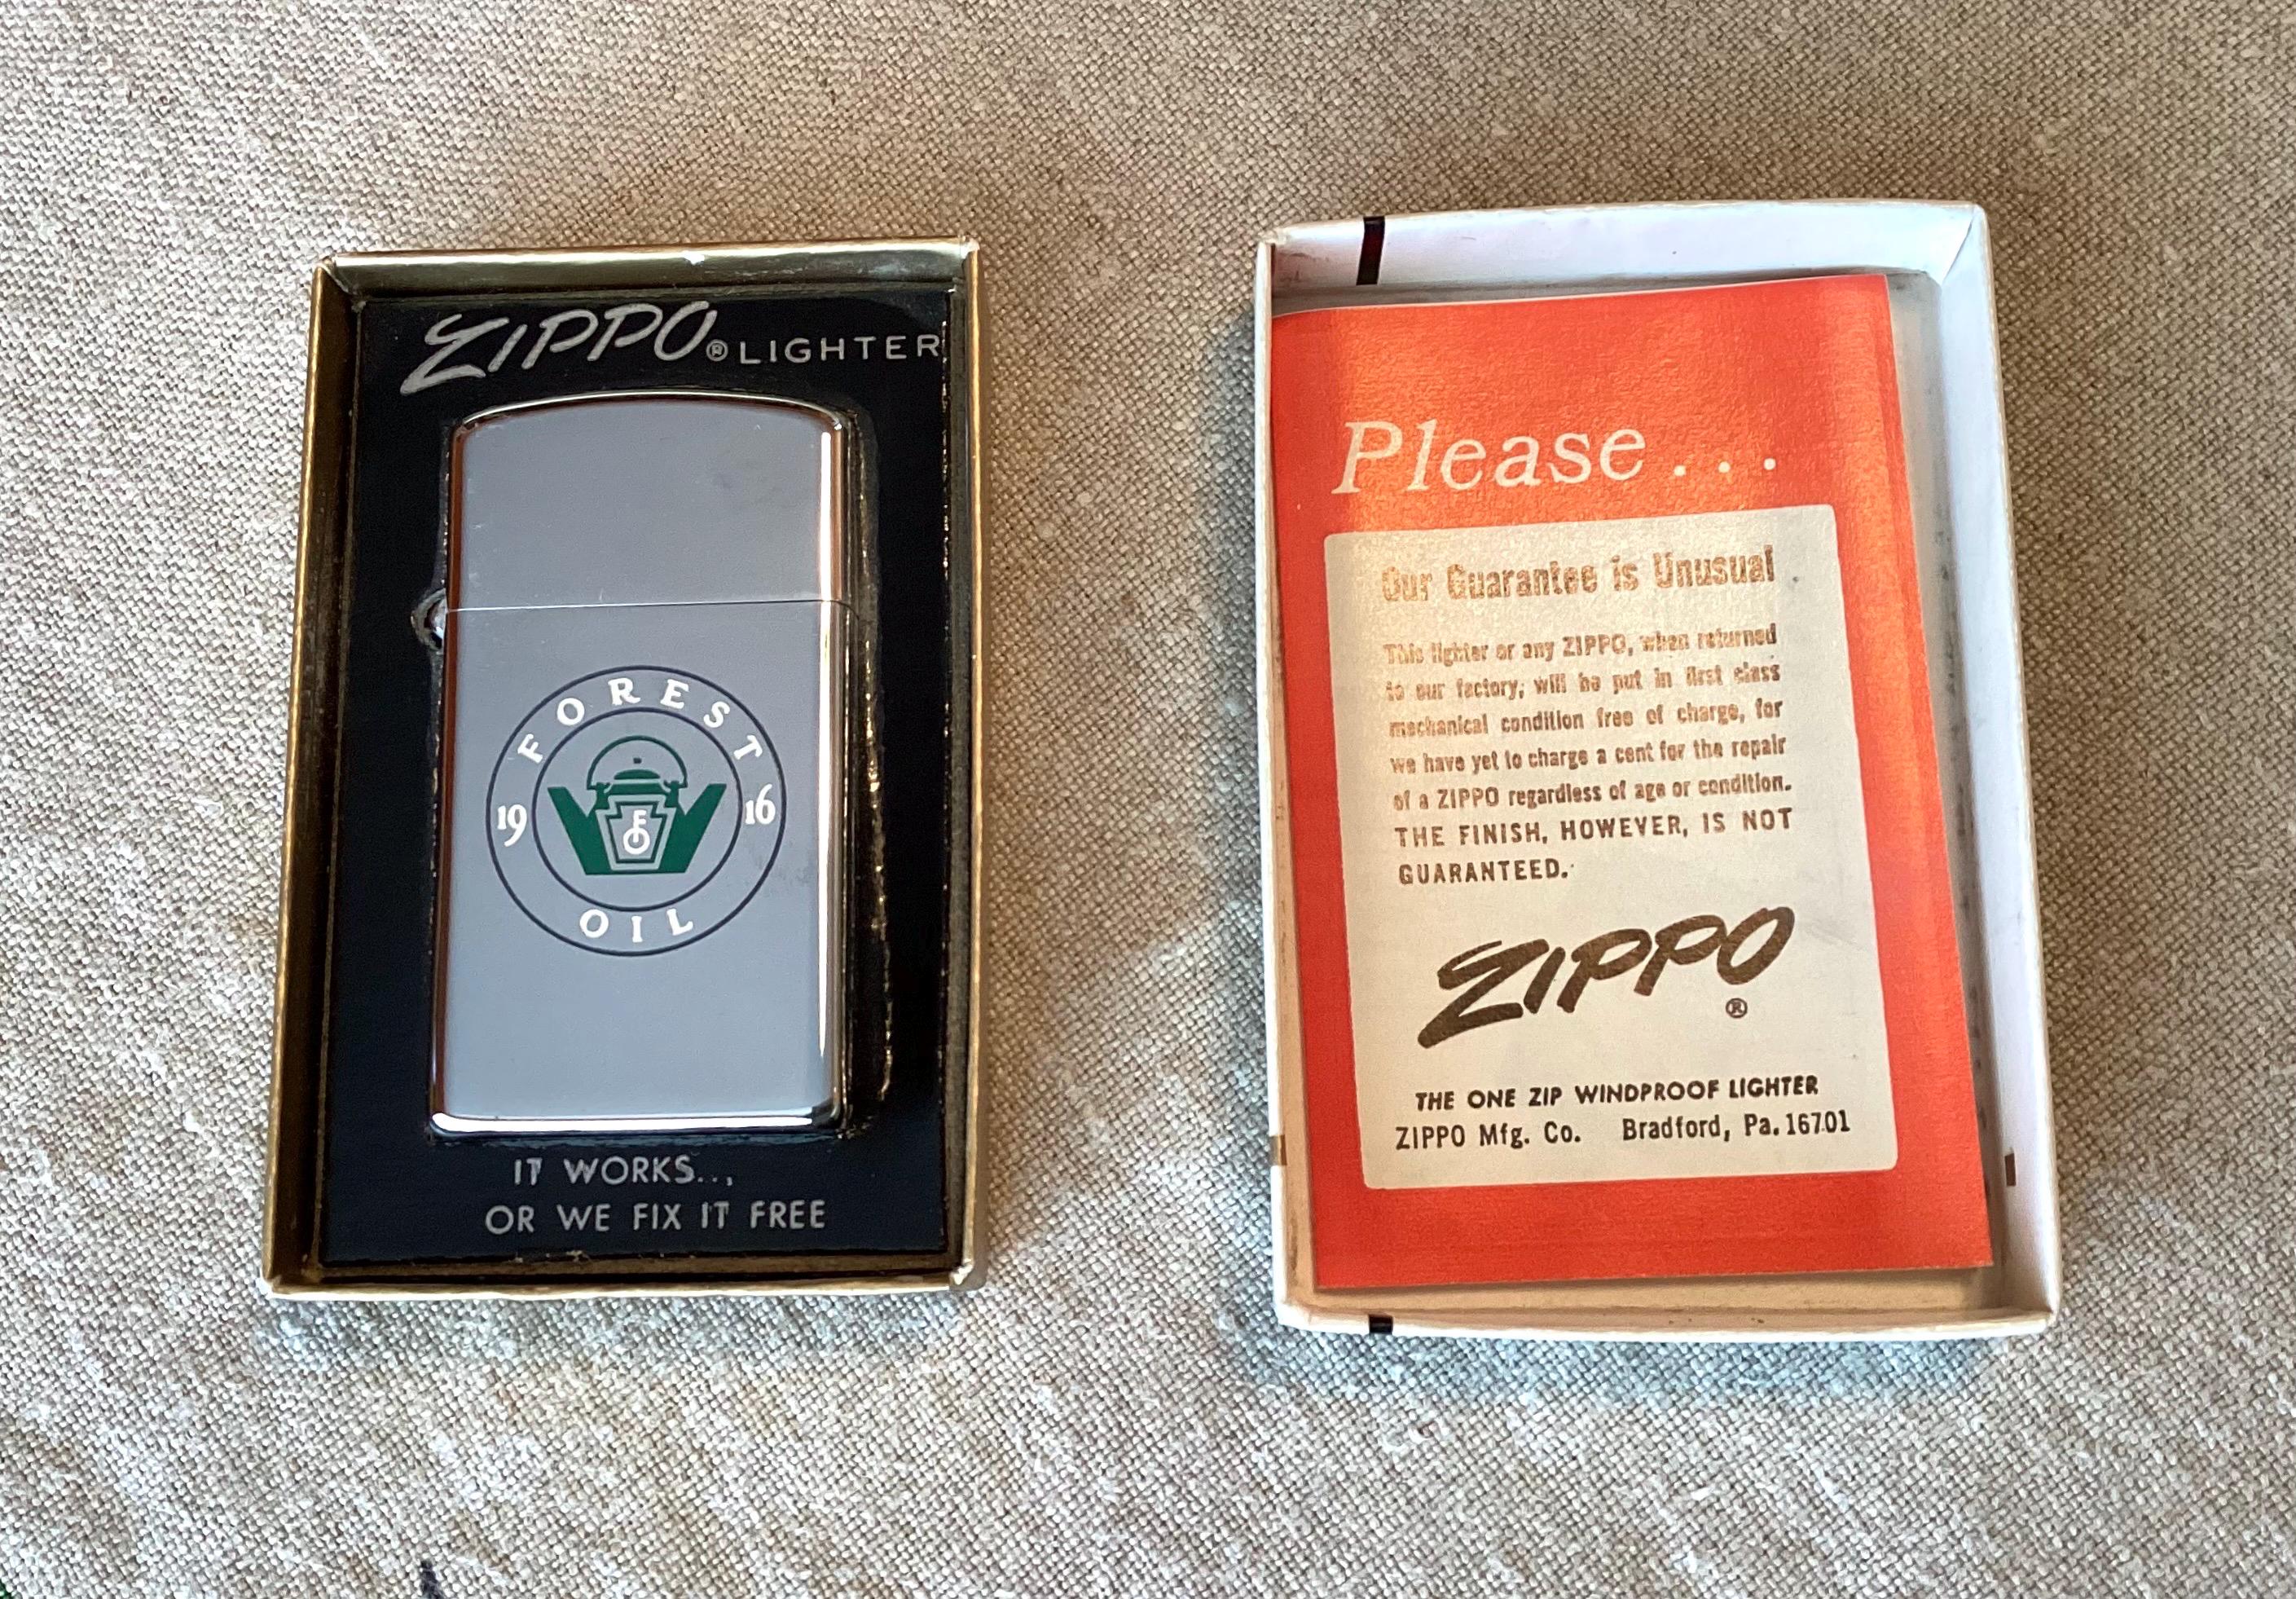 ZIPPO® LIGHTER
FOREST
19 16
FO
OIL
IT WORKS...
OR WE FIX IT FREE
Please...
Our Guarantee is Unusual
This lighter or any ZIPPO, when returned
to our factory, will be put in first class
mechanical condition free of charge, for
we have yet to charge a cent for the repair
of a ZIPPO regardless of age or condition.
THE FINISH, HOWEVER, IS NOT
GUARANTEED.
ZIPPO
®
THE ONE ZIP WINDPROOF LIGHTER
ZIPPO Mfg. Co. Bradford, Pa. 16701